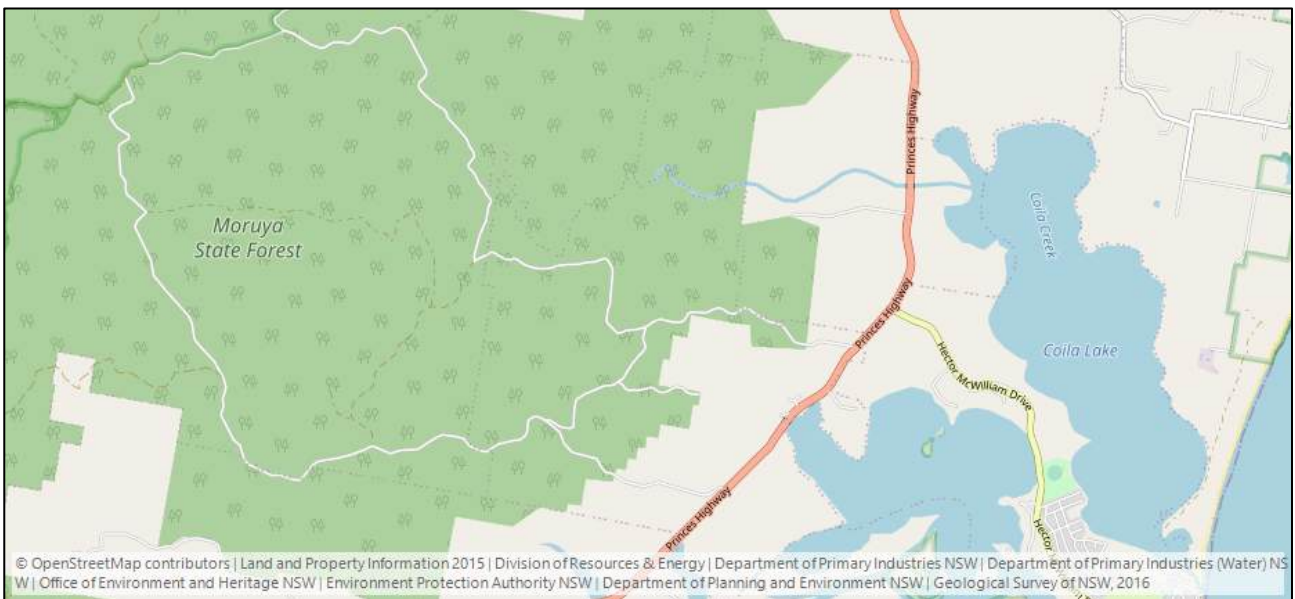 Princes Highway
Coila Creek
Moruya
State Forest
Princes Highway
Coila Lake
Hector McWilliam Drive
Princes Highway
Hector Mc
© OpenStreetMap contributors | Land and Property Information 2015 | Division of Resources & Energy | Department of Primary Industries NSW | Department of Primary Industries (Water) NS
W | Office of Environment and Heritage NSW | Environment Protection Authority NSW | Department of Planning and Environment NSW | Geological Survey of NSW, 2016